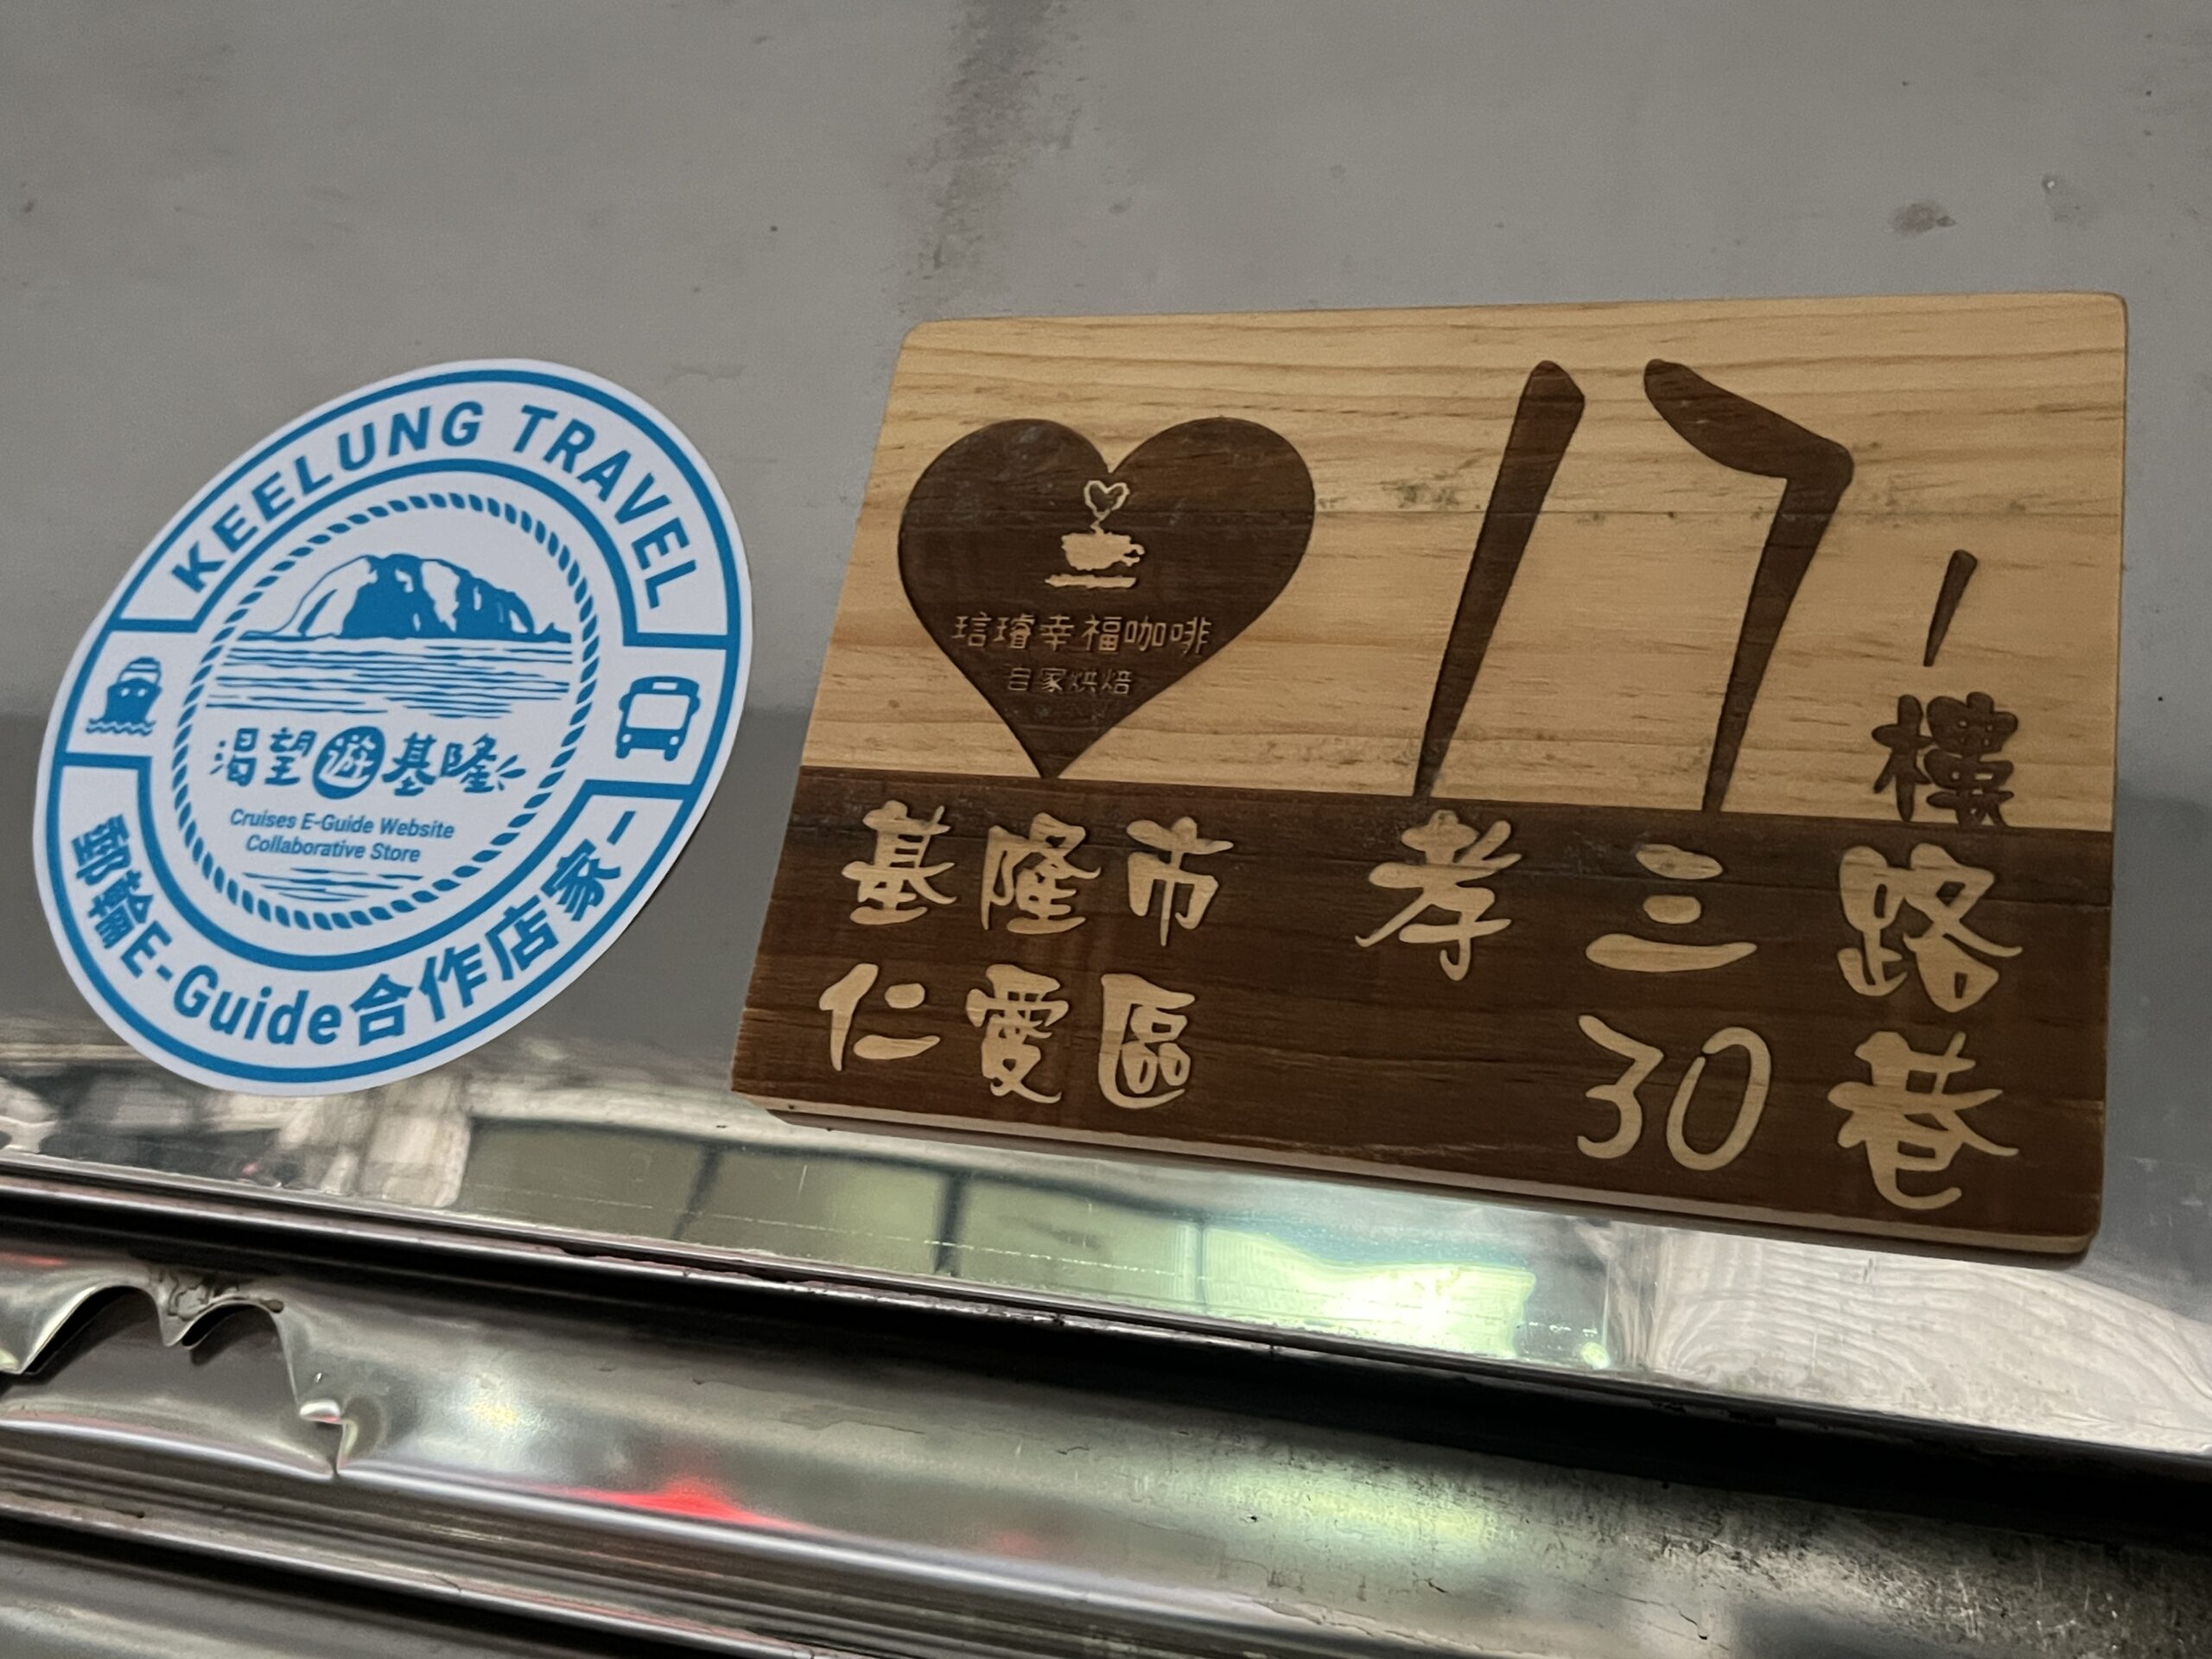 KEELUNG TRAVEL
渴望遊基隆
Cruises E-Guide Website
Collaborative Store
郵輪E-Guide合作店家-
琂璿幸福咖啡
自家烘焙
17
1樓
基隆市 孝三路
仁愛區 30巷